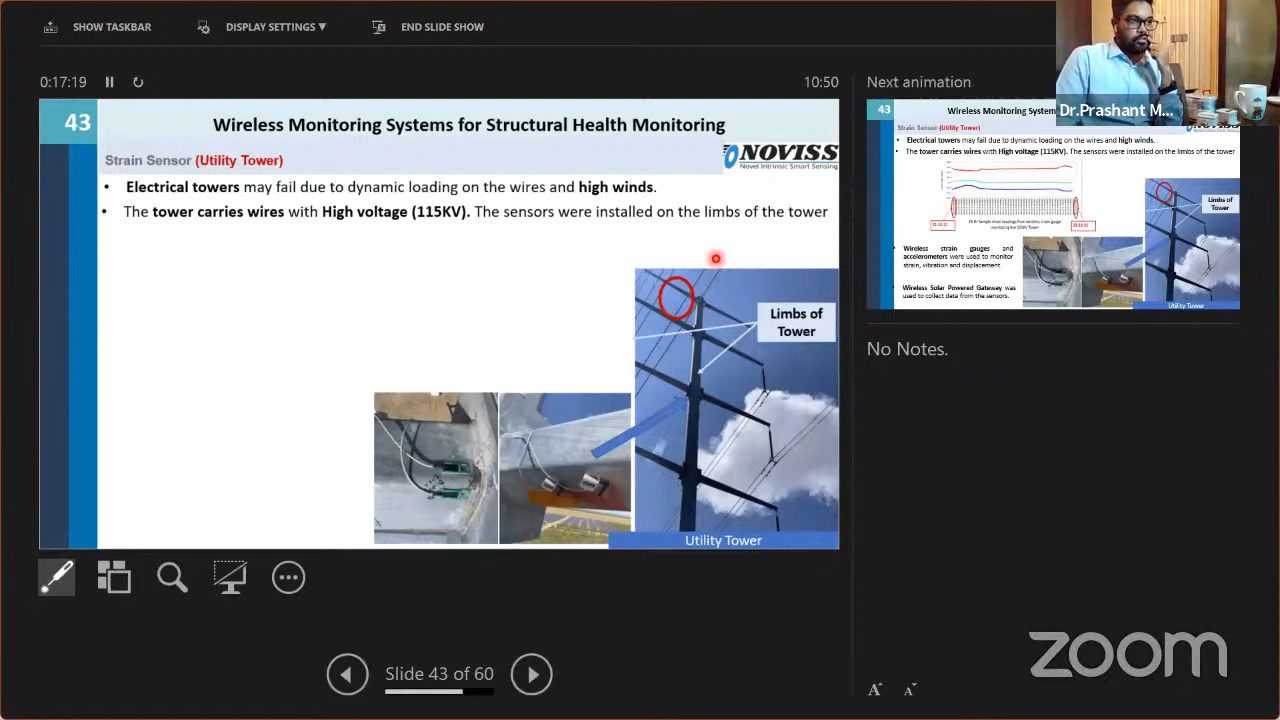 SHOW TASKBAR
DISPLAY SETTINGS ▼
END SLIDE SHOW
0:17:19
10:50
43
Wireless Monitoring Systems for Structural Health Monitoring
Strain Sensor (Utility Tower)
NOVISS
Novel Intrinsic Smart Sensing
• Electrical towers may fail due to dynamic loading on the wires and high winds.
• The tower carries wires with High voltage (115KV). The sensors were installed on the limbs of the tower
Limbs of
Tower
Utility Tower
Slide 43 of 60
Next animation
Dr.Prashant M...
43
Wireless Monitoring Systems
Strain Sensor (Utility Tower)
• Electrical towers may fail due to dynamic loading on the wires and high winds.
• The tower carries wires with High voltage (115KV). The sensors were installed on the limbs of the tower
Limbs of
Tower
Wireless strain gauges and
accelerometers were used to monitor
strain, vibration and displacement.
Wireless Solar Powered Gateway was
used to collect data from the sensors.
Utility Tower
No Notes.
zoom
A A